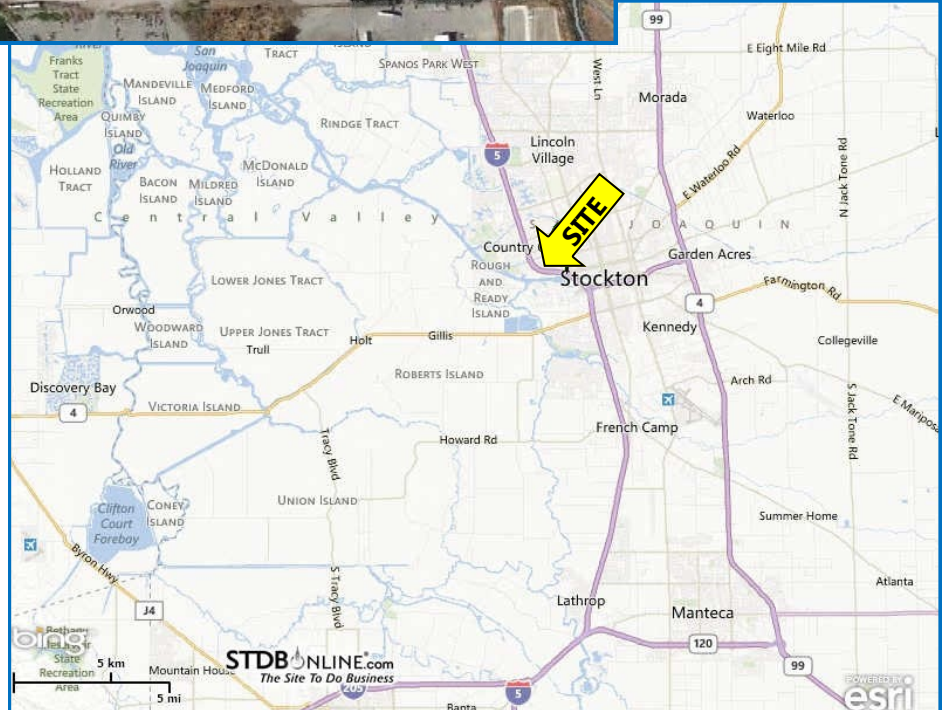 99
E Eight Mile Rd
San
Joaquin
TRACT
SPANOS PARK WEST
West Ln
Franks
Tract
State
Recreation
Area
MANDEVILLE
ISLAND
MEDFORD
ISLAND
Morada
Waterloo
QUIMBY
ISLAND
RINDGE TRACT
Old
River
Lincoln
Village
5
N Jack Tone Rd
HOLLAND
TRACT
McDONALD
ISLAND
E Waterloo Rd
BACON
ISLAND
MILDRED
ISLAND
Central Valley
JOAQUIN
SITE
Country
Garden Acres
ROUGH
AND
READY
ISLAND
Stockton
LOWER JONES TRACT
Farmington Rd
4
Orwood
WOODWARD
ISLAND
UPPER JONES TRACT
Trull
Holt
Gillis
Kennedy
Collegeville
ROBERTS ISLAND
Discovery Bay
4
VICTORIA ISLAND
Arch Rd
S Jack Tone Rd
E Mariposa
French Camp
Tracy Blvd
Howard Rd
UNION ISLAND
Clifton
Court
Forebay
CONEY
ISLAND
Summer Home
Byron Hwy
S Tracy Blvd
Atlanta
J4
Lathrop
Manteca
bing
State
Recreation
Area
120
99
5 km
5 mi
Mountain House
STDBONLINE.com
The Site To Do Business
205
5
Banta
POWERED BY
esri